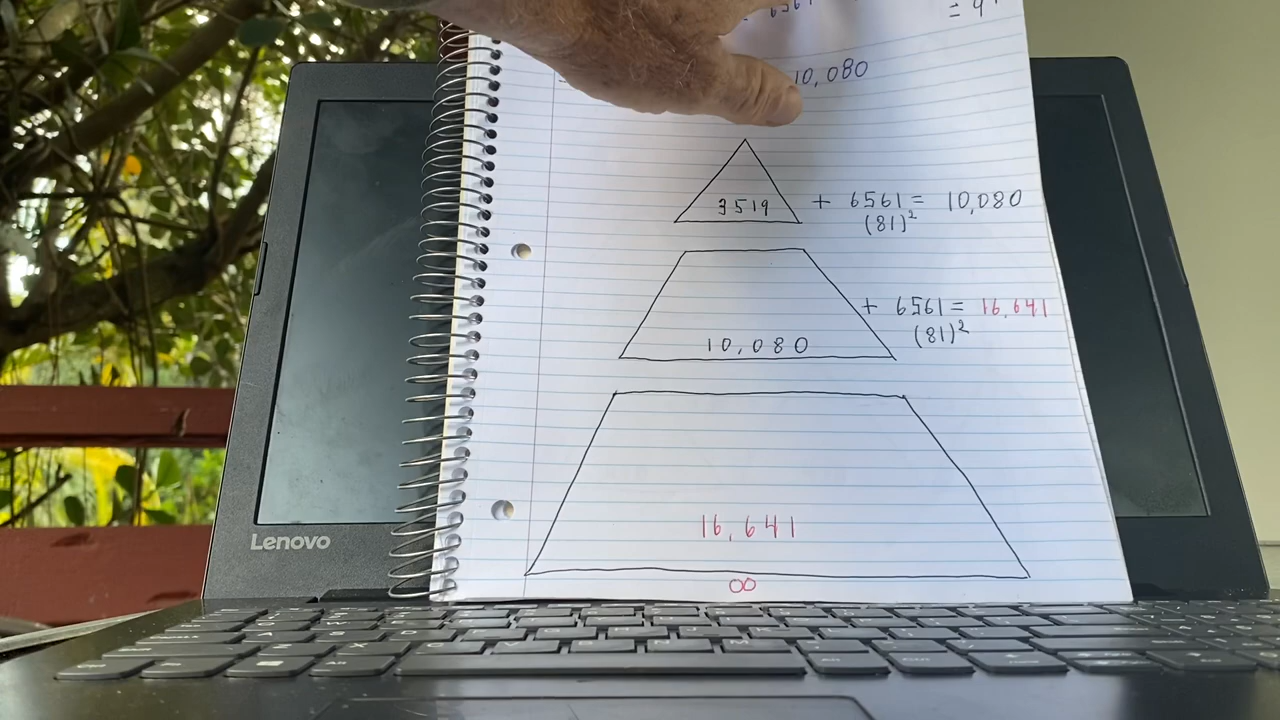 10,080
3519 + 6561 = 10,080
(81)²
+ 6561 = 16,641
(81)²
10,080
16,641
∞
Lenovo